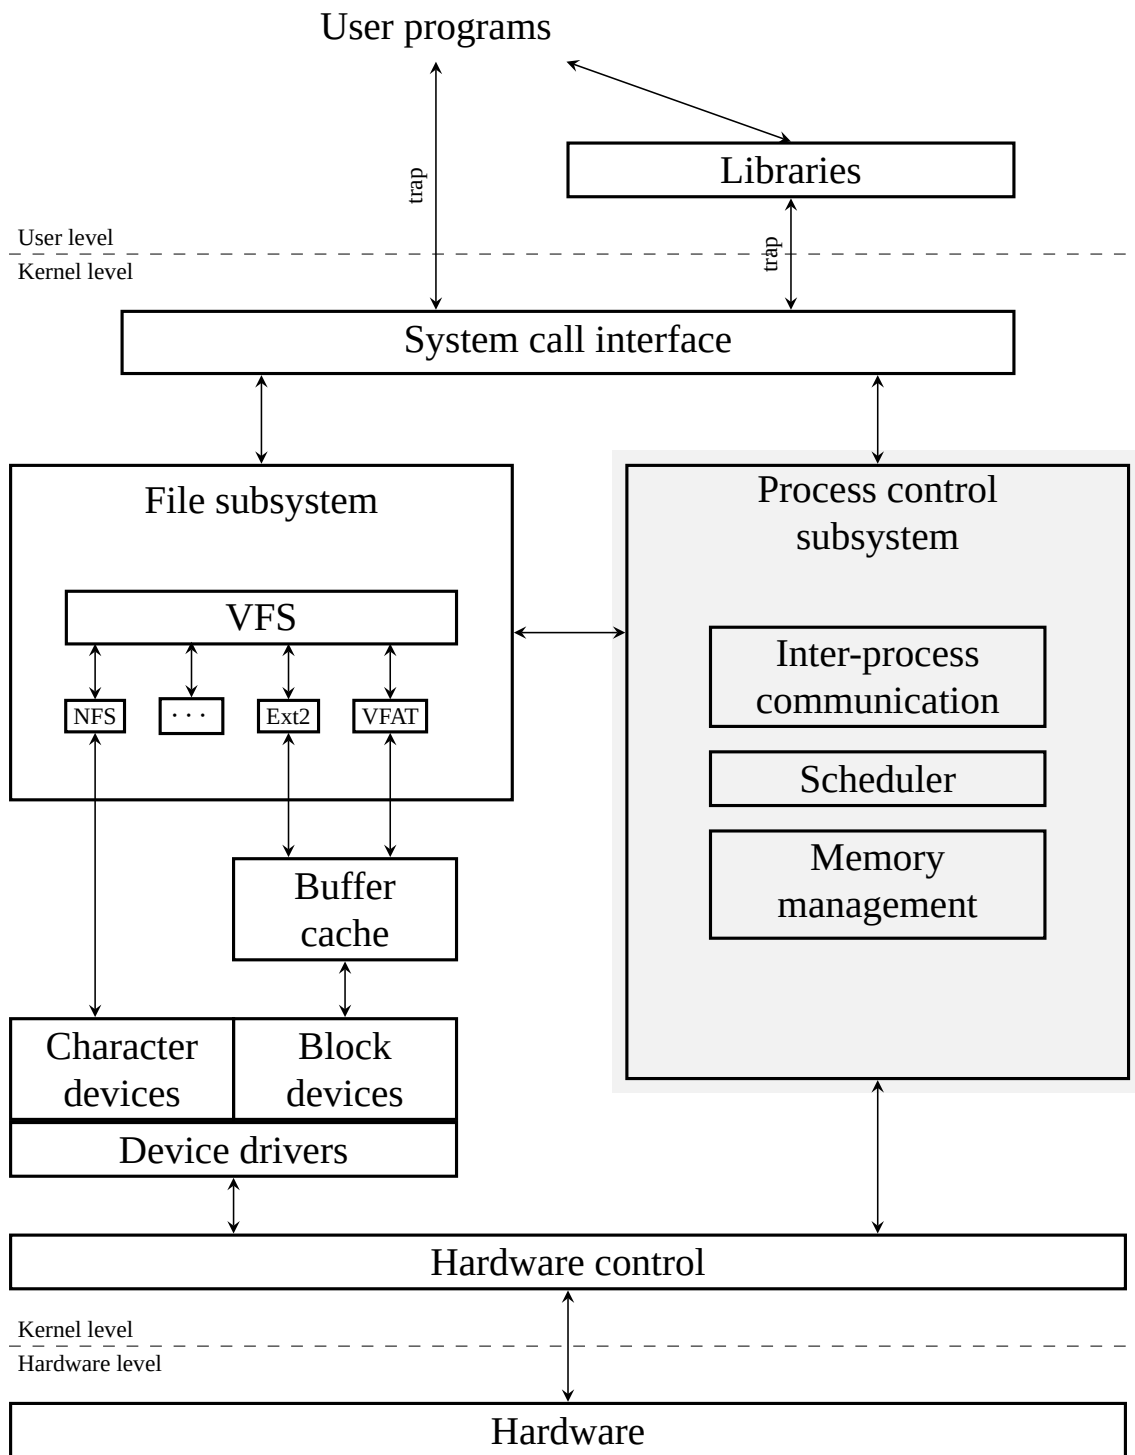 User programs
trap
Libraries
User level
trap
Kernel level
System call interface
File subsystem
Process control
subsystem
VFS
Inter-process
communication
NFS
· · ·
Ext2
VFAT
Scheduler
Memory
management
Buffer
cache
Character
devices
Block
devices
Device drivers
Hardware control
Kernel level
Hardware level
Hardware